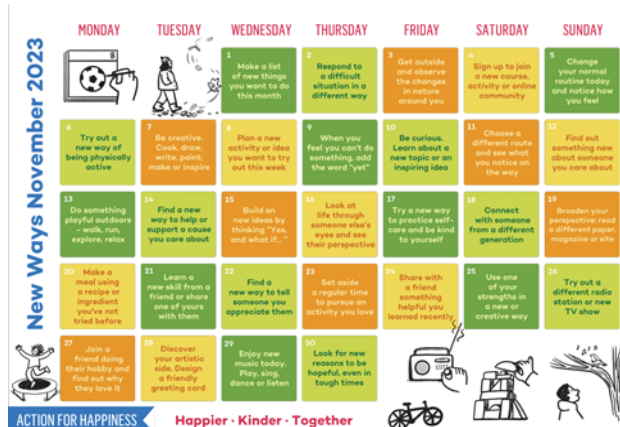 New Ways November 2023
MONDAY TUESDAY WEDNESDAY THURSDAY FRIDAY SATURDAY SUNDAY
1
Make a list
of new things
you want to do
this month
2
Respond to
a difficult
situation in a
different way
3
Get outside
and observe
the changes
in nature
around you
4
Sign up to join
a new course,
activity or online
community
5
Change
your normal
routine today
and notice how
you feel
6
Try out a
new way of
being physically
active
7
Be creative.
Cook, draw,
write, paint,
make or inspire
8
Plan a new
activity or idea
you want to try
out this week
9
When you
feel you can't do
something, add
the word "yet"
10
Be curious.
Learn about a
new topic or an
inspiring idea
11
Choose a
different route
and see what
you notice on
the way
12
Find out
something new
about someone
you care about
13
Do something
playful outdoors
- walk, run,
explore, relax
14
Find a new
way to help or
support a cause
you care about
15
Build on
new ideas by
thinking "Yes,
and what if..."
16
Look at
life through
someone else's
eyes and see
their perspective
17
Try a new way
to practice self-
care and be kind
to yourself
18
Connect
with someone
from a different
generation
19
Broaden your
perspective: read
a different paper,
magazine or site
20
Make a
meal using
a recipe or
ingredient
you've not
tried before
21
Learn a
new skill from a
friend or share
one of yours
with them
22
Find a
new way to tell
someone you
appreciate them
23
Set aside
a regular time
to pursue an
activity you love
24
Share with
a friend
something
helpful you
learned recently
25
Use one
of your
strengths in
a new or
creative way
26
Try out a
different radio
station or new
TV show
27
Join a
friend doing
their hobby and
find out why
they love it
28
Discover
your artistic
side. Design
a friendly
greeting card
29
Enjoy new
music today.
Play, sing,
dance or listen
30
Look for new
reasons to be
hopeful, even in
tough times
ACTION FOR HAPPINESS
Happier · Kinder · Together